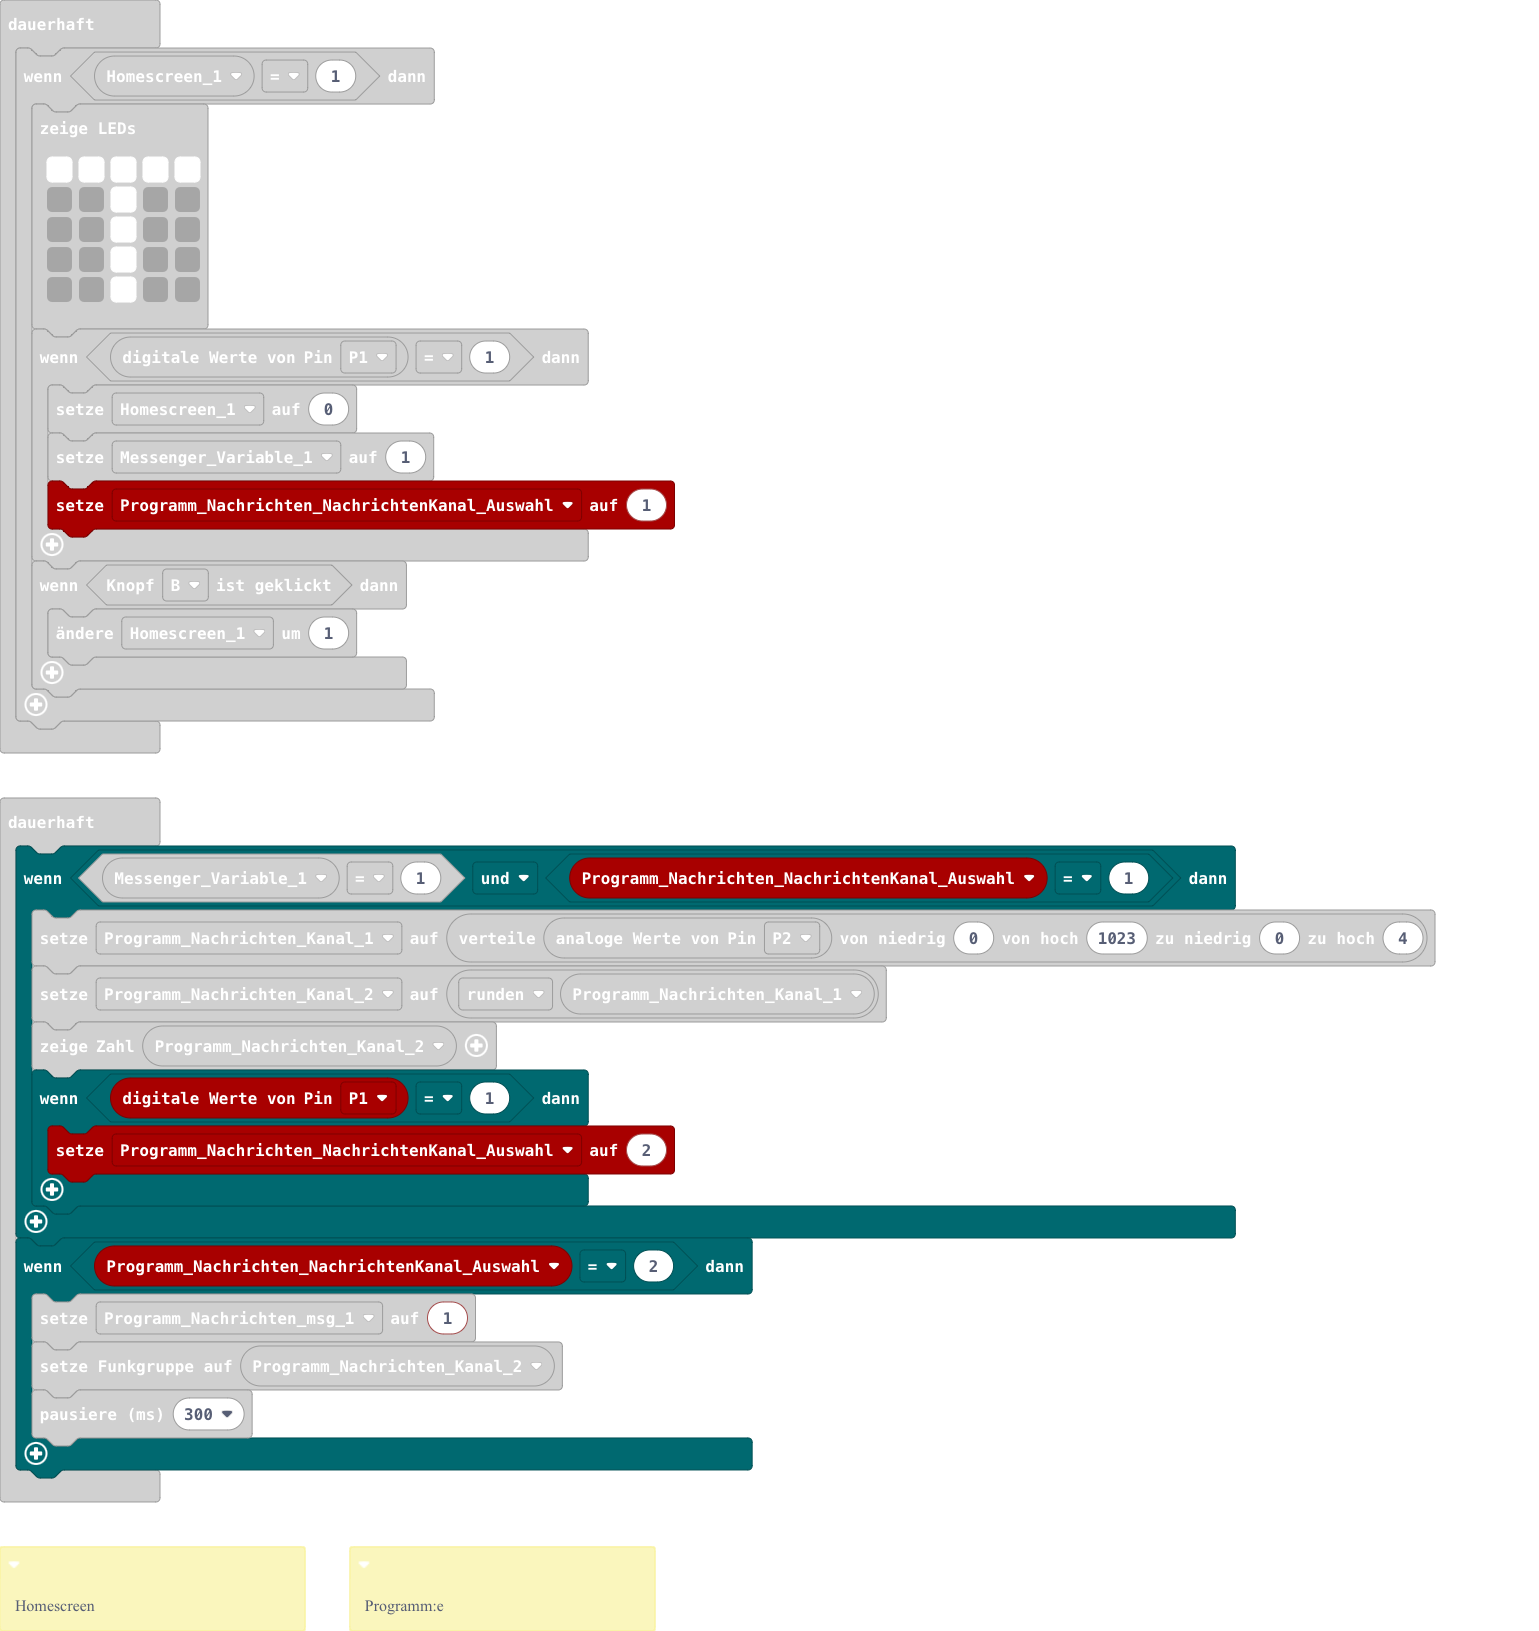 dauerhaft
wenn Homescreen_1 = 1 dann
zeige LEDs
wenn digitale Werte von Pin P1 = 1 dann
setze Homescreen_1 auf 0
setze Messenger_Variable_1 auf 1
setze Programm_Nachrichten_NachrichtenKanal_Auswahl auf 1
wenn Knopf B ist geklickt dann
ändere Homescreen_1 um 1
dauerhaft
wenn Messenger_Variable_1 = 1 und Programm_Nachrichten_NachrichtenKanal_Auswahl = 1 dann
setze Programm_Nachrichten_Kanal_1 auf verteile analoge Werte von Pin P2 von niedrig 0 von hoch 1023 zu niedrig 0 zu hoch 4
setze Programm_Nachrichten_Kanal_2 auf runden Programm_Nachrichten_Kanal_1
zeige Zahl Programm_Nachrichten_Kanal_2
wenn digitale Werte von Pin P1 = 1 dann
setze Programm_Nachrichten_NachrichtenKanal_Auswahl auf 2
wenn Programm_Nachrichten_NachrichtenKanal_Auswahl = 2 dann
setze Programm_Nachrichten_msg_1 auf 1
setze Funkgruppe auf Programm_Nachrichten_Kanal_2
pausiere (ms) 300
Homescreen
Programm:e